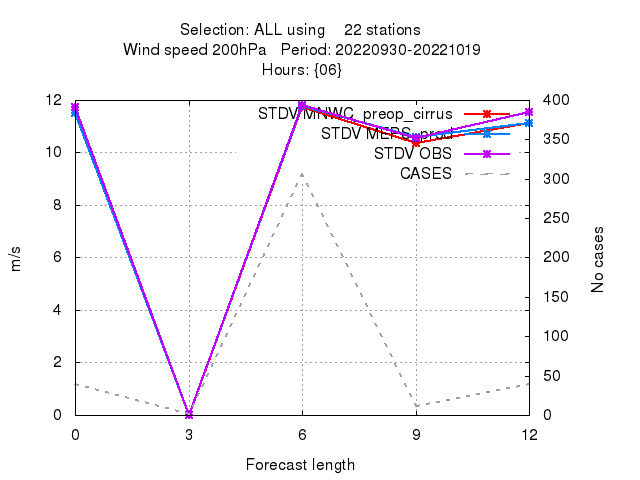 Selection: ALL using 22 stations
Wind speed 200hPa Period: 20220930-20221019
Hours: {06}
STDV MNWC_preop_cirrus
STDV MEPS_prod
STDV OBS
CASES
12
10
8
6
4
2
0
400
350
300
250
200
150
100
50
0
m/s
No cases
0 3 6 9 12
Forecast length